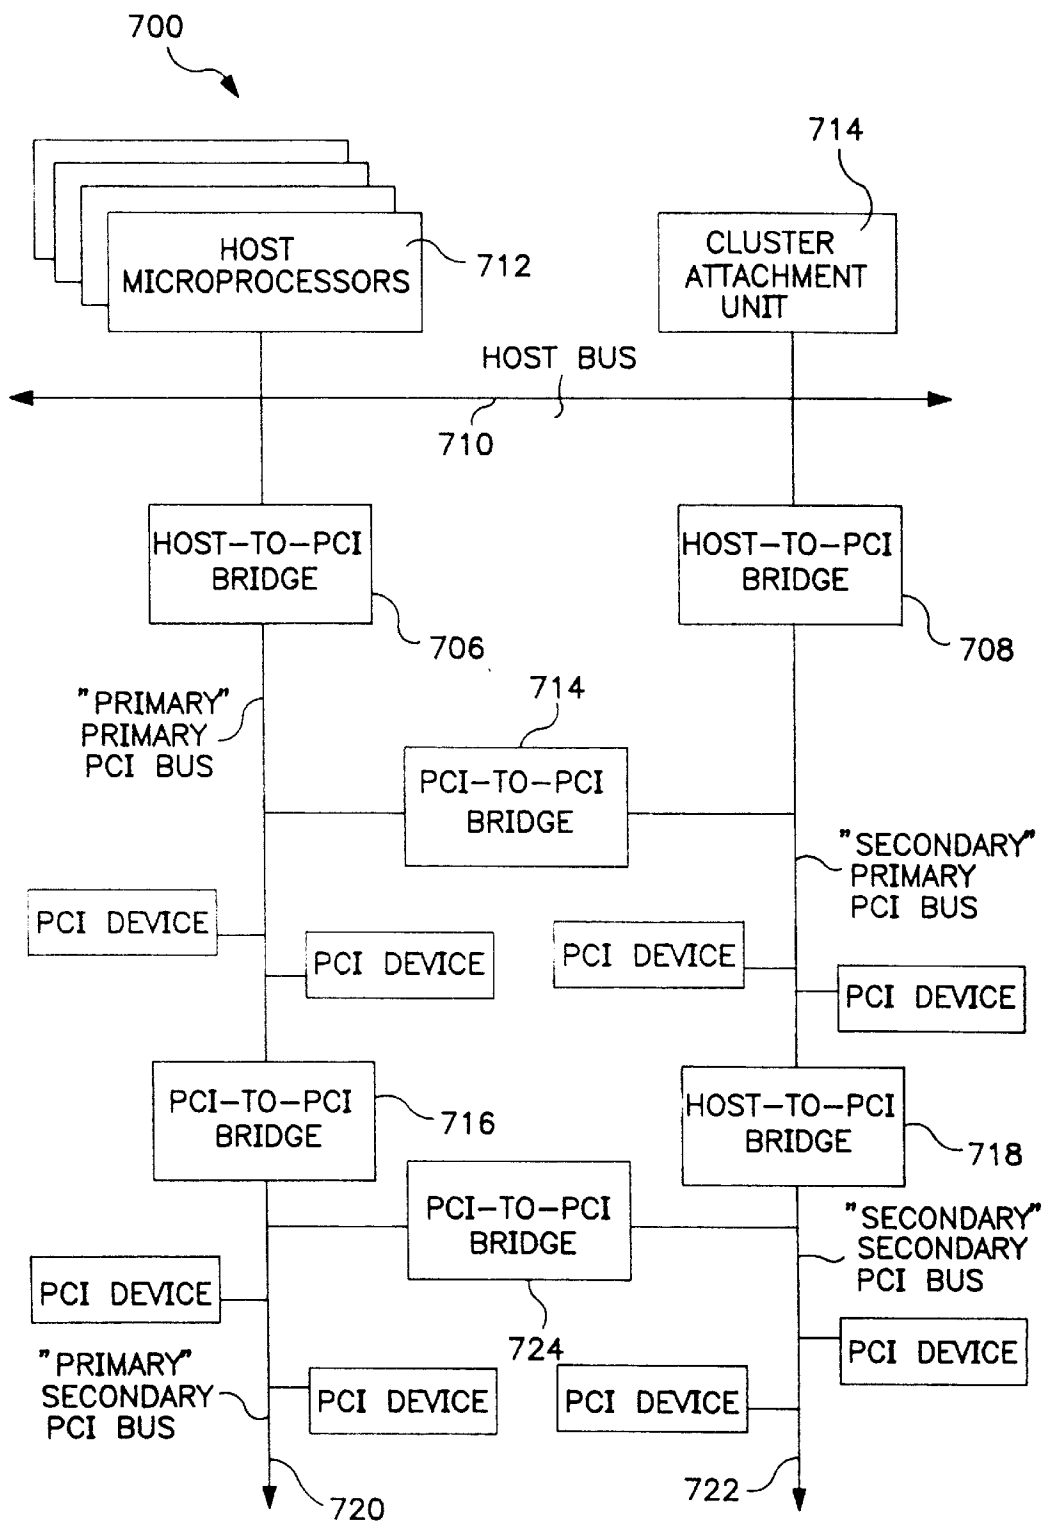 700
714
HOST
MICROPROCESSORS
712
CLUSTER
ATTACHMENT
UNIT
HOST BUS
710
HOST-TO-PCI
BRIDGE
706
HOST-TO-PCI
BRIDGE
708
"PRIMARY"
PRIMARY
PCI BUS
714
PCI-TO-PCI
BRIDGE
"SECONDARY"
PRIMARY
PCI BUS
PCI DEVICE
PCI DEVICE
PCI DEVICE
PCI DEVICE
PCI-TO-PCI
BRIDGE
716
HOST-TO-PCI
BRIDGE
718
PCI-TO-PCI
BRIDGE
724
"SECONDARY"
SECONDARY
PCI BUS
PCI DEVICE
PCI DEVICE
"PRIMARY"
SECONDARY
PCI BUS
PCI DEVICE
PCI DEVICE
720
722